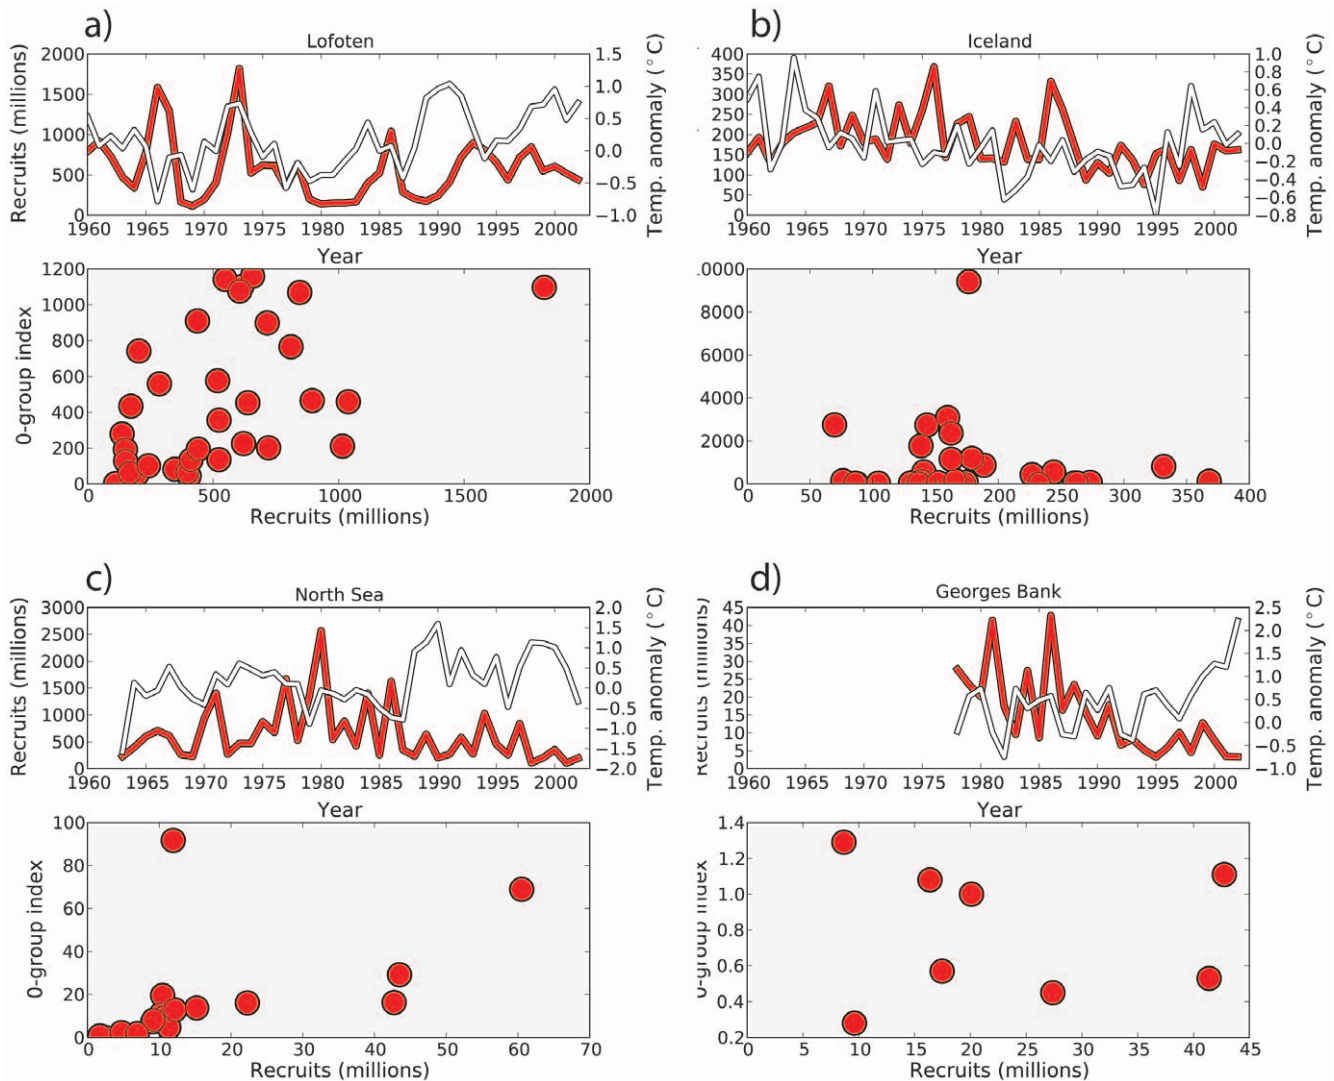 a)
Lofoten
Recruits (millions)
2000
1500
1000
500
0
1.5
1.0
0.5
0.0
−0.5
−1.0
Temp. anomaly (°C)
1960 1965 1970 1975 1980 1985 1990 1995 2000
Year
0-group index
1200
1000
800
600
400
200
0
0 500 1000 1500 2000
Recruits (millions)
b)
Iceland
400
350
300
250
200
150
100
50
0
1.0
0.8
0.6
0.4
0.2
0.0
−0.2
−0.4
−0.6
−0.8
Temp. anomaly (°C)
1960 1965 1970 1975 1980 1985 1990 1995 2000
Year
.0000
8000
6000
4000
2000
0
0 50 100 150 200 250 300 350 400
Recruits (millions)
c)
North Sea
Recruits (millions)
3000
2500
2000
1500
1000
500
0
2.0
1.5
1.0
0.5
0.0
−0.5
−1.0
−1.5
−2.0
Temp. anomaly (°C)
1960 1965 1970 1975 1980 1985 1990 1995 2000
Year
0-group index
100
80
60
40
20
0
0 10 20 30 40 50 60 70
Recruits (millions)
d)
Georges Bank
Recruits (millions)
45
40
35
30
25
20
15
10
5
0
2.5
2.0
1.5
1.0
0.5
0.0
−0.5
−1.0
Temp. anomaly (°C)
1960 1965 1970 1975 1980 1985 1990 1995 2000
Year
0-group index
1.4
1.2
1.0
0.8
0.6
0.4
0.2
0 5 10 15 20 25 30 35 40 45
Recruits (millions)